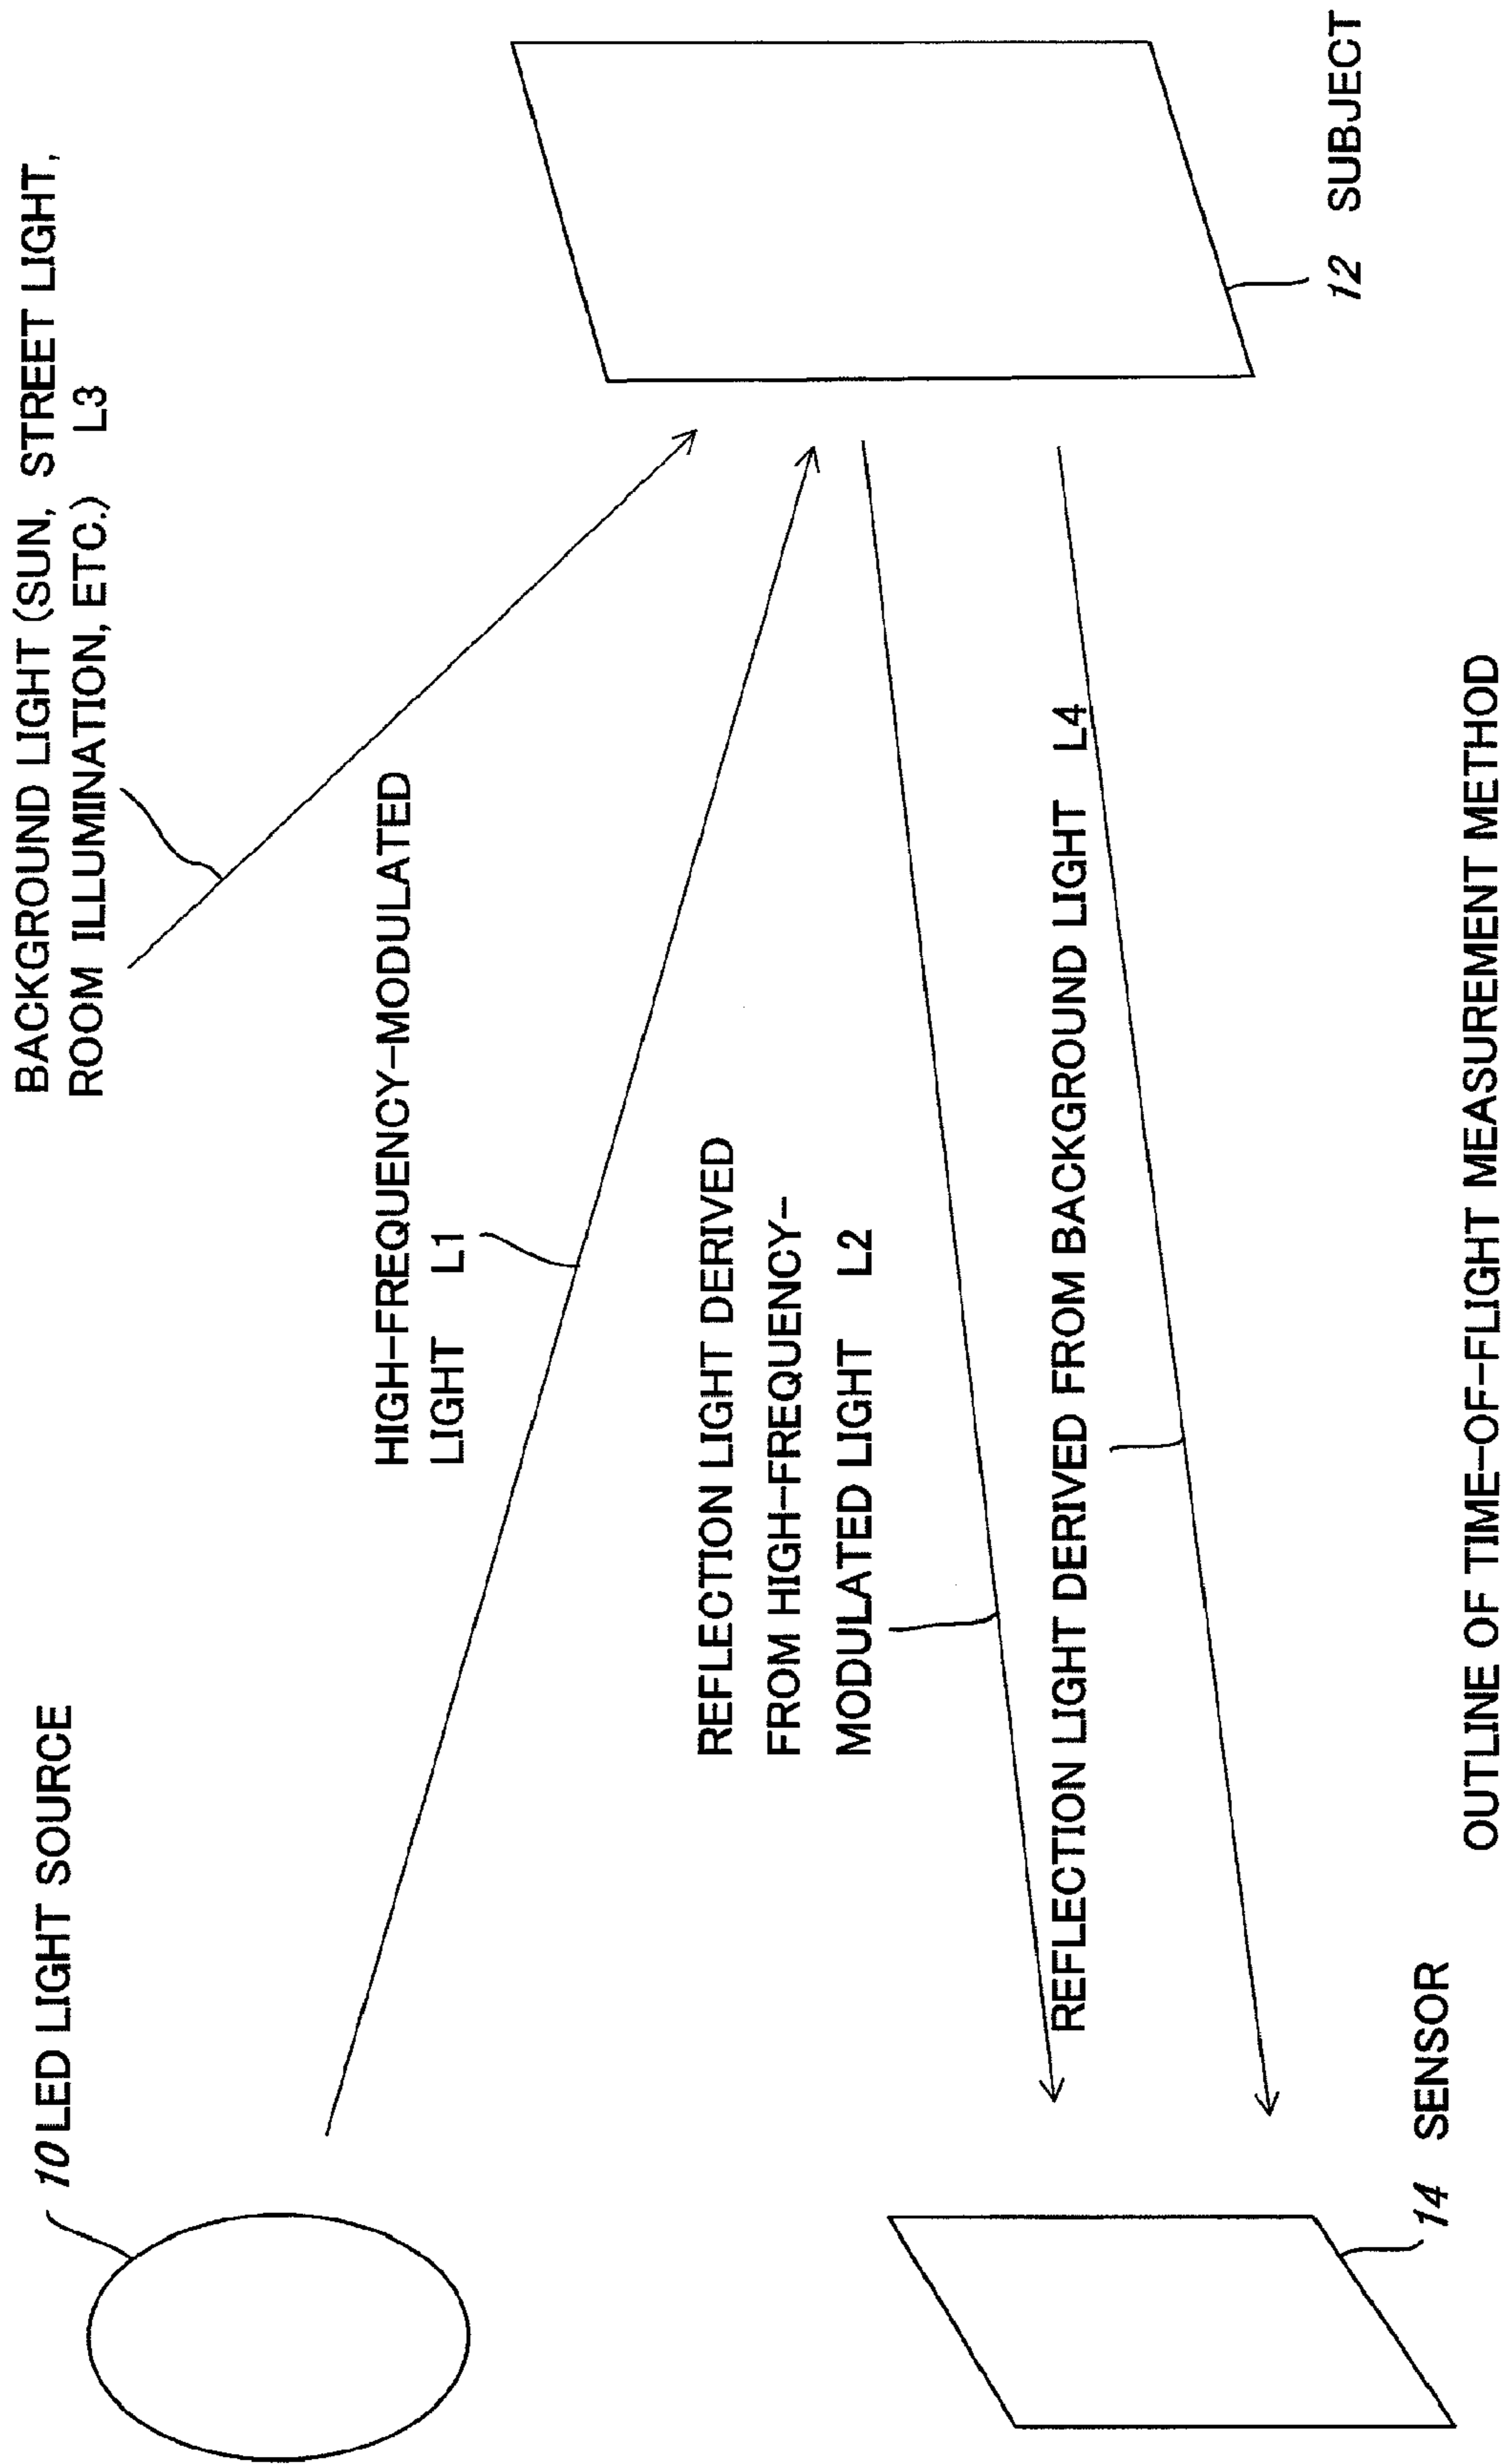 BACKGROUND LIGHT (SUN, STREET LIGHT,
ROOM ILLUMINATION, ETC.) L3
10 LED LIGHT SOURCE
HIGH-FREQUENCY-MODULATED
LIGHT L1
REFLECTION LIGHT DERIVED
FROM HIGH-FREQUENCY-
MODULATED LIGHT L2
REFLECTION LIGHT DERIVED FROM BACKGROUND LIGHT L4
12 SUBJECT
14 SENSOR
OUTLINE OF TIME-OF-FLIGHT MEASUREMENT METHOD